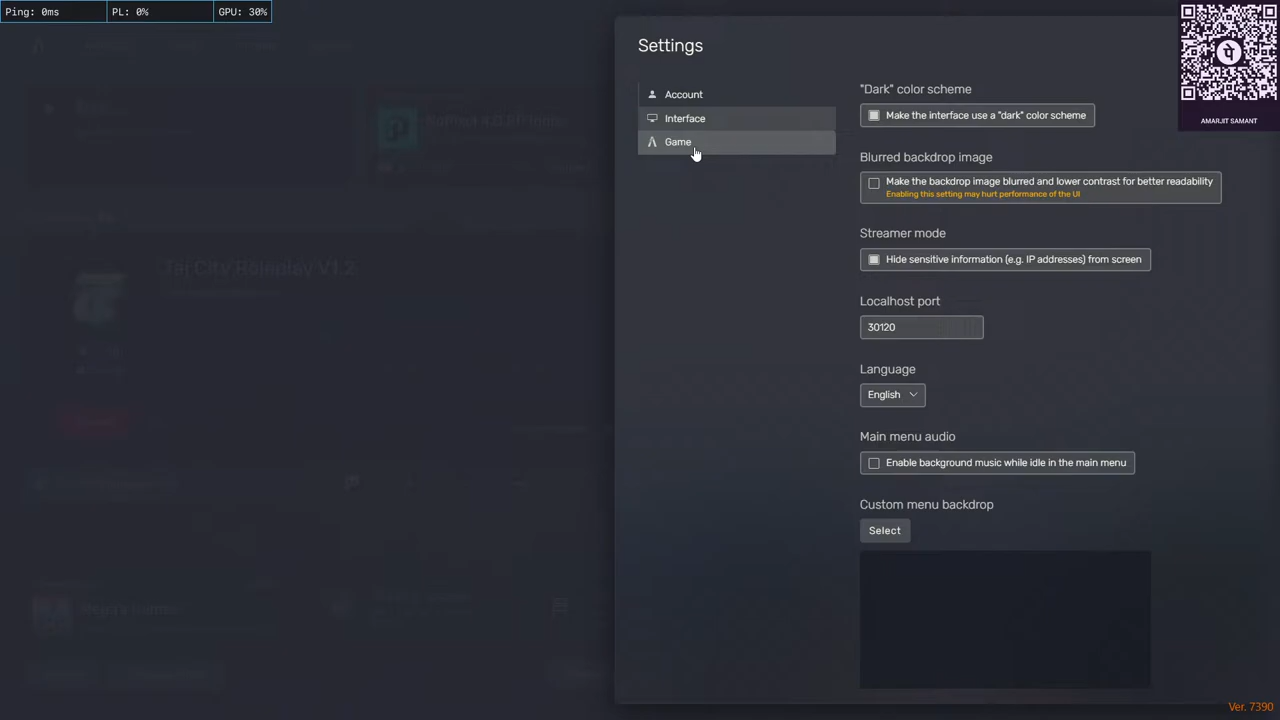 Ping: 0ms PL: 0% GPU: 30%
Settings
Account
Interface
Game
"Dark" color scheme
Make the interface use a "dark" color scheme
Blurred backdrop image
Make the backdrop image blurred and lower contrast for better readability
Enabling this setting may hurt performance of the UI
Streamer mode
Hide sensitive information (e.g. IP addresses) from screen
Localhost port
30120
Language
English
Main menu audio
Enable background music while idle in the main menu
Custom menu backdrop
Select
पे
AMARJIT SAMANT
City Roleplay V1.2
Ver. 7390